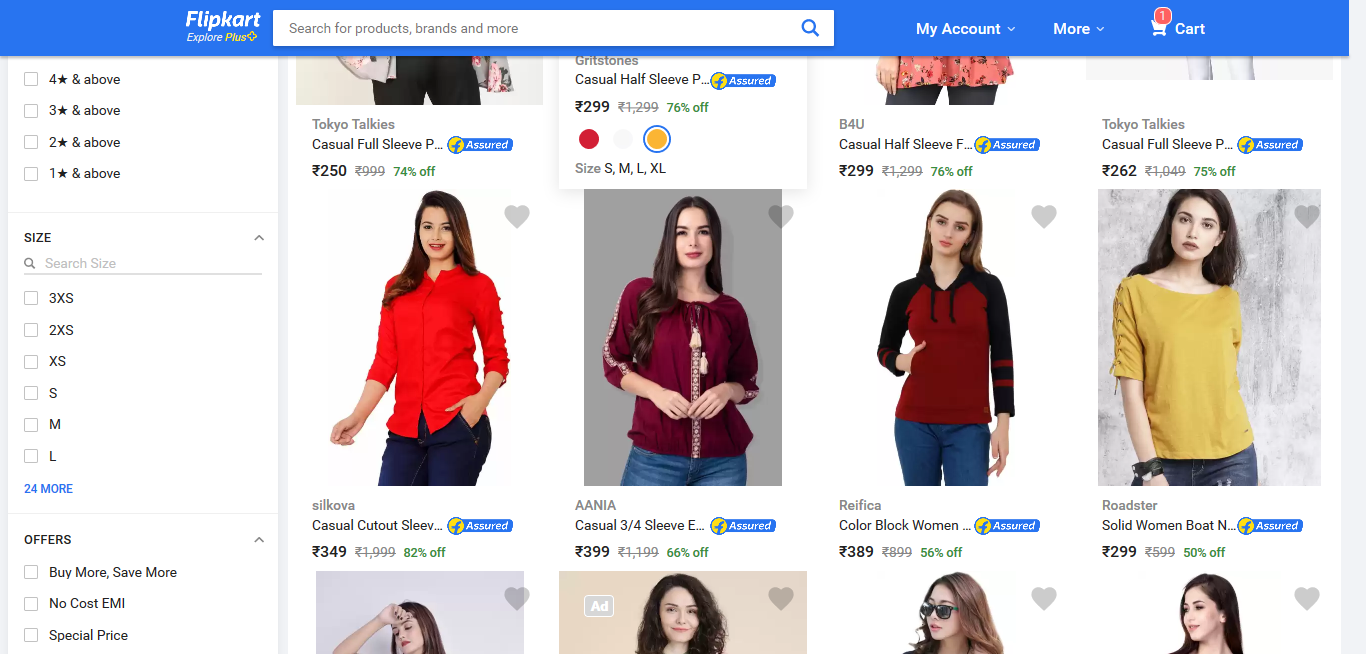 Flipkart
Explore Plus
Search for products, brands and more
My Account
More
1
Cart
4★ & above
3★ & above
2★ & above
1★ & above
SIZE
Search Size
3XS
2XS
XS
S
M
L
24 MORE
OFFERS
Buy More, Save More
No Cost EMI
Special Price
Tokyo Talkies
Casual Full Sleeve P... Assured
₹250 ₹999 74% off
Gritstones
Casual Half Sleeve P... Assured
₹299 ₹1,299 76% off
Size S, M, L, XL
B4U
Casual Half Sleeve F... Assured
₹299 ₹1,299 76% off
Tokyo Talkies
Casual Full Sleeve P... Assured
₹262 ₹1,049 75% off
silkova
Casual Cutout Sleev... Assured
₹349 ₹1,999 82% off
AANIA
Casual 3/4 Sleeve E... Assured
₹399 ₹1,199 66% off
Reifica
Color Block Women ... Assured
₹389 ₹899 56% off
Roadster
Solid Women Boat N... Assured
₹299 ₹599 50% off
Ad